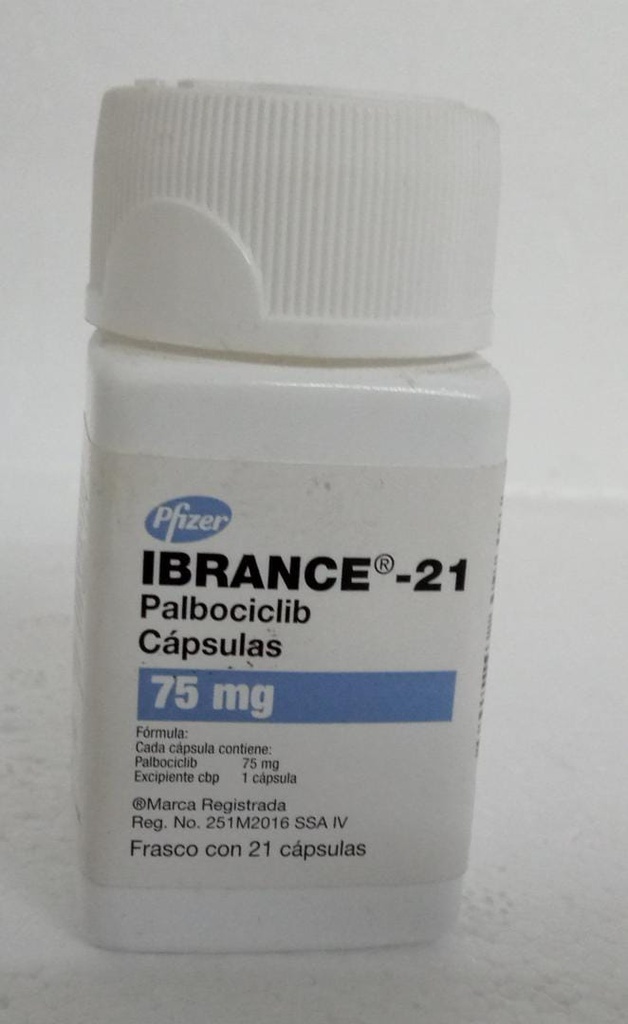 Pfizer
IBRANCE®-21
Palbociclib
Cápsulas
75 mg
Fórmula:
Cada cápsula contiene:
Palbociclib 75 mg
Excipiente cbp 1 cápsula
®Marca Registrada
Reg. No. 251M2016 SSA IV
Frasco con 21 cápsulas